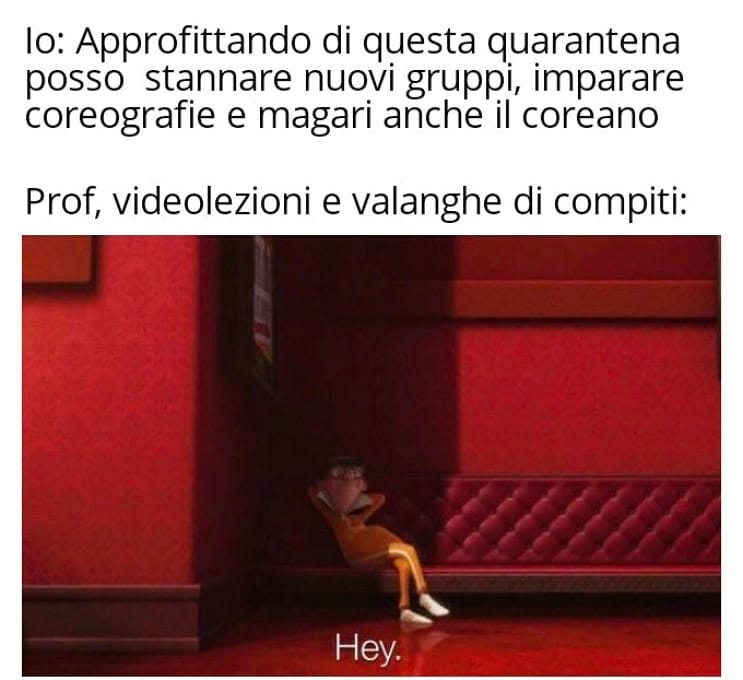 Io: Approfittando di questa quarantena
posso  stannare nuovi gruppi, imparare
coreografie e magari anche il coreano
Prof, videolezioni e valanghe di compiti:
Hey.